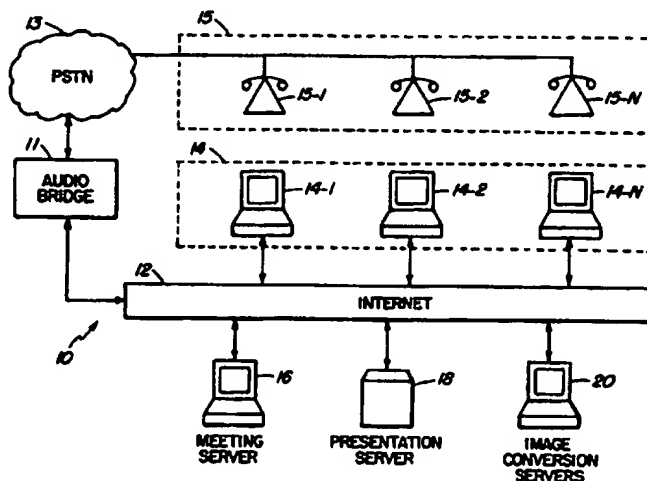 13
PSTN
15
15-1
15-2
15-N
11
AUDIO
BRIDGE
14
14-1
14-2
14-N
12
INTERNET
10
16
MEETING
SERVER
18
PRESENTATION
SERVER
20
IMAGE
CONVERSION
SERVERS